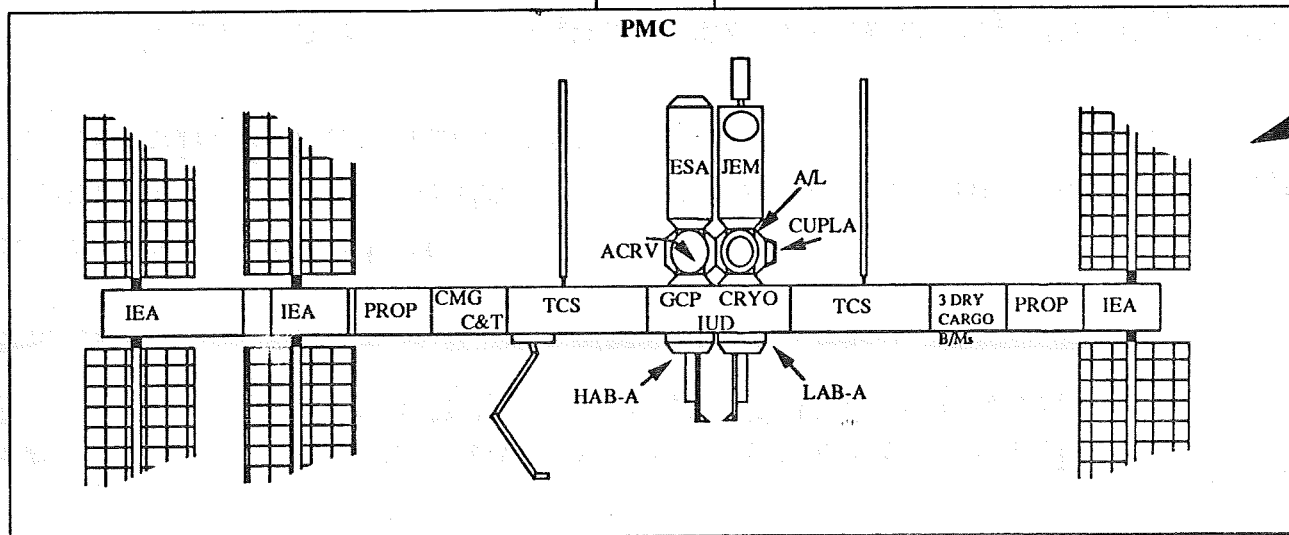 PMC
ESA
JEM
A/L
CUPLA
ACRV
IEA
IEA
PROP
CMG
C&T
TCS
GCP
CRYO
IUD
TCS
3 DRY
CARGO
B/Ms
PROP
IEA
HAB-A
LAB-A